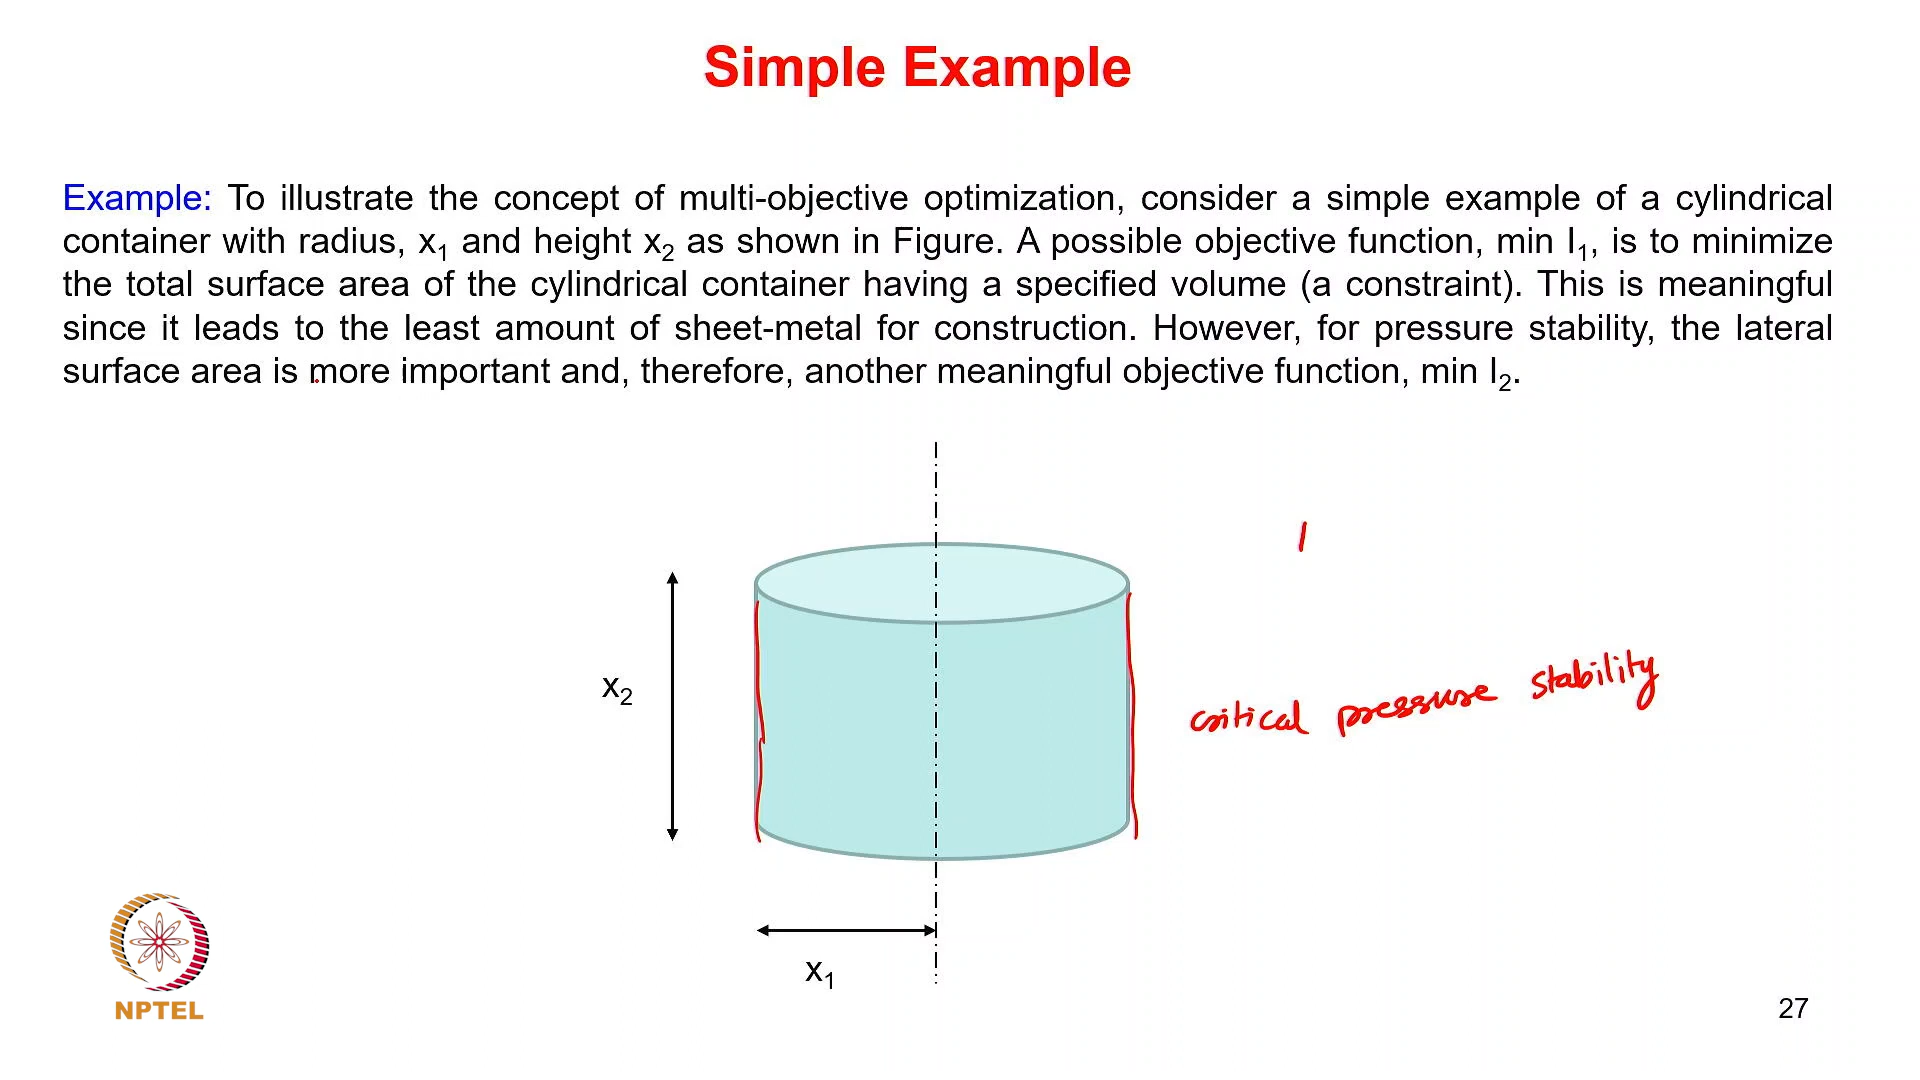 Simple Example
Example: To illustrate the concept of multi-objective optimization, consider a simple example of a cylindrical
container with radius, x₁ and height x₂ as shown in Figure. A possible objective function, min I₁, is to minimize
the total surface area of the cylindrical container having a specified volume (a constraint). This is meaningful
since it leads to the least amount of sheet-metal for construction. However, for pressure stability, the lateral
surface area is more important and, therefore, another meaningful objective function, min I₂.
x₂
critical pressure stability
x₁
NPTEL
27